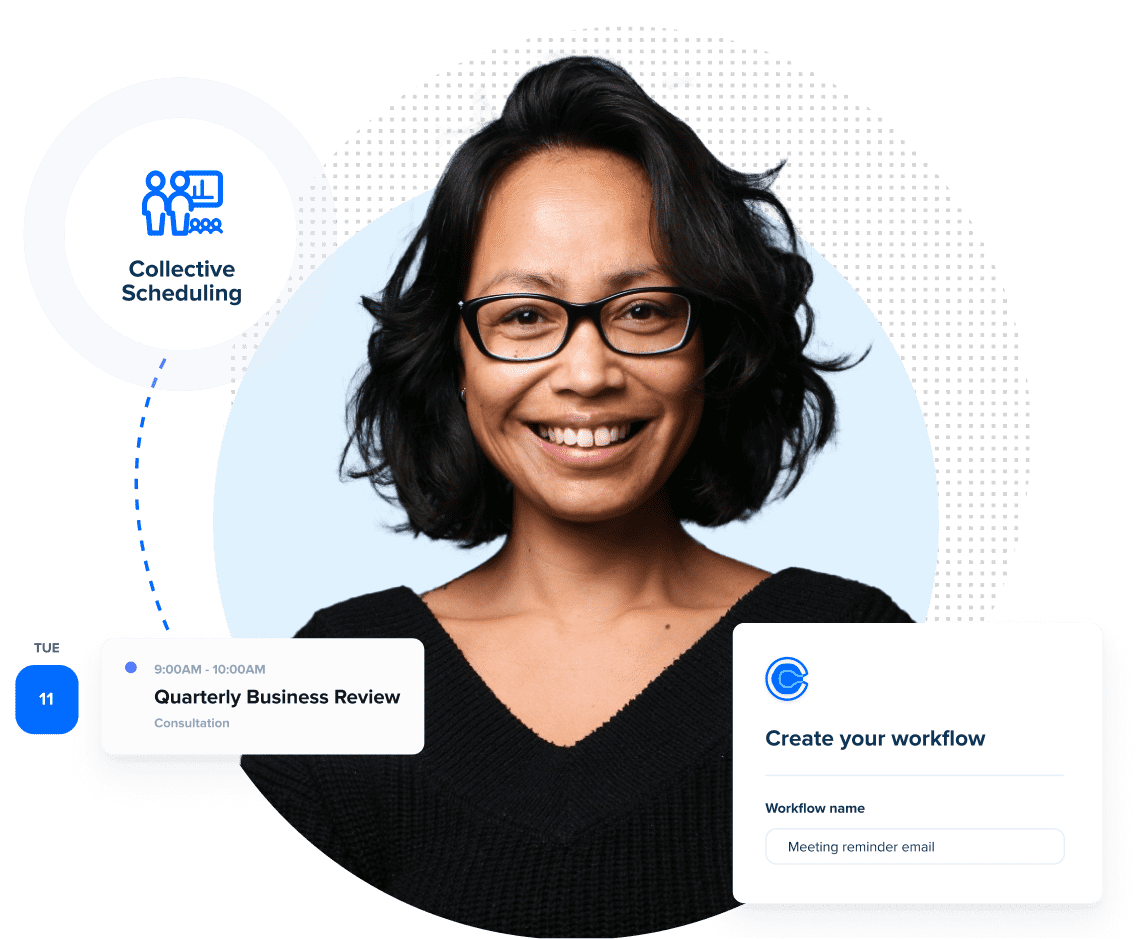 Collective
Scheduling
TUE
11
9:00AM - 10:00AM
Quarterly Business Review
Consultation
Create your workflow
Workflow name
Meeting reminder email